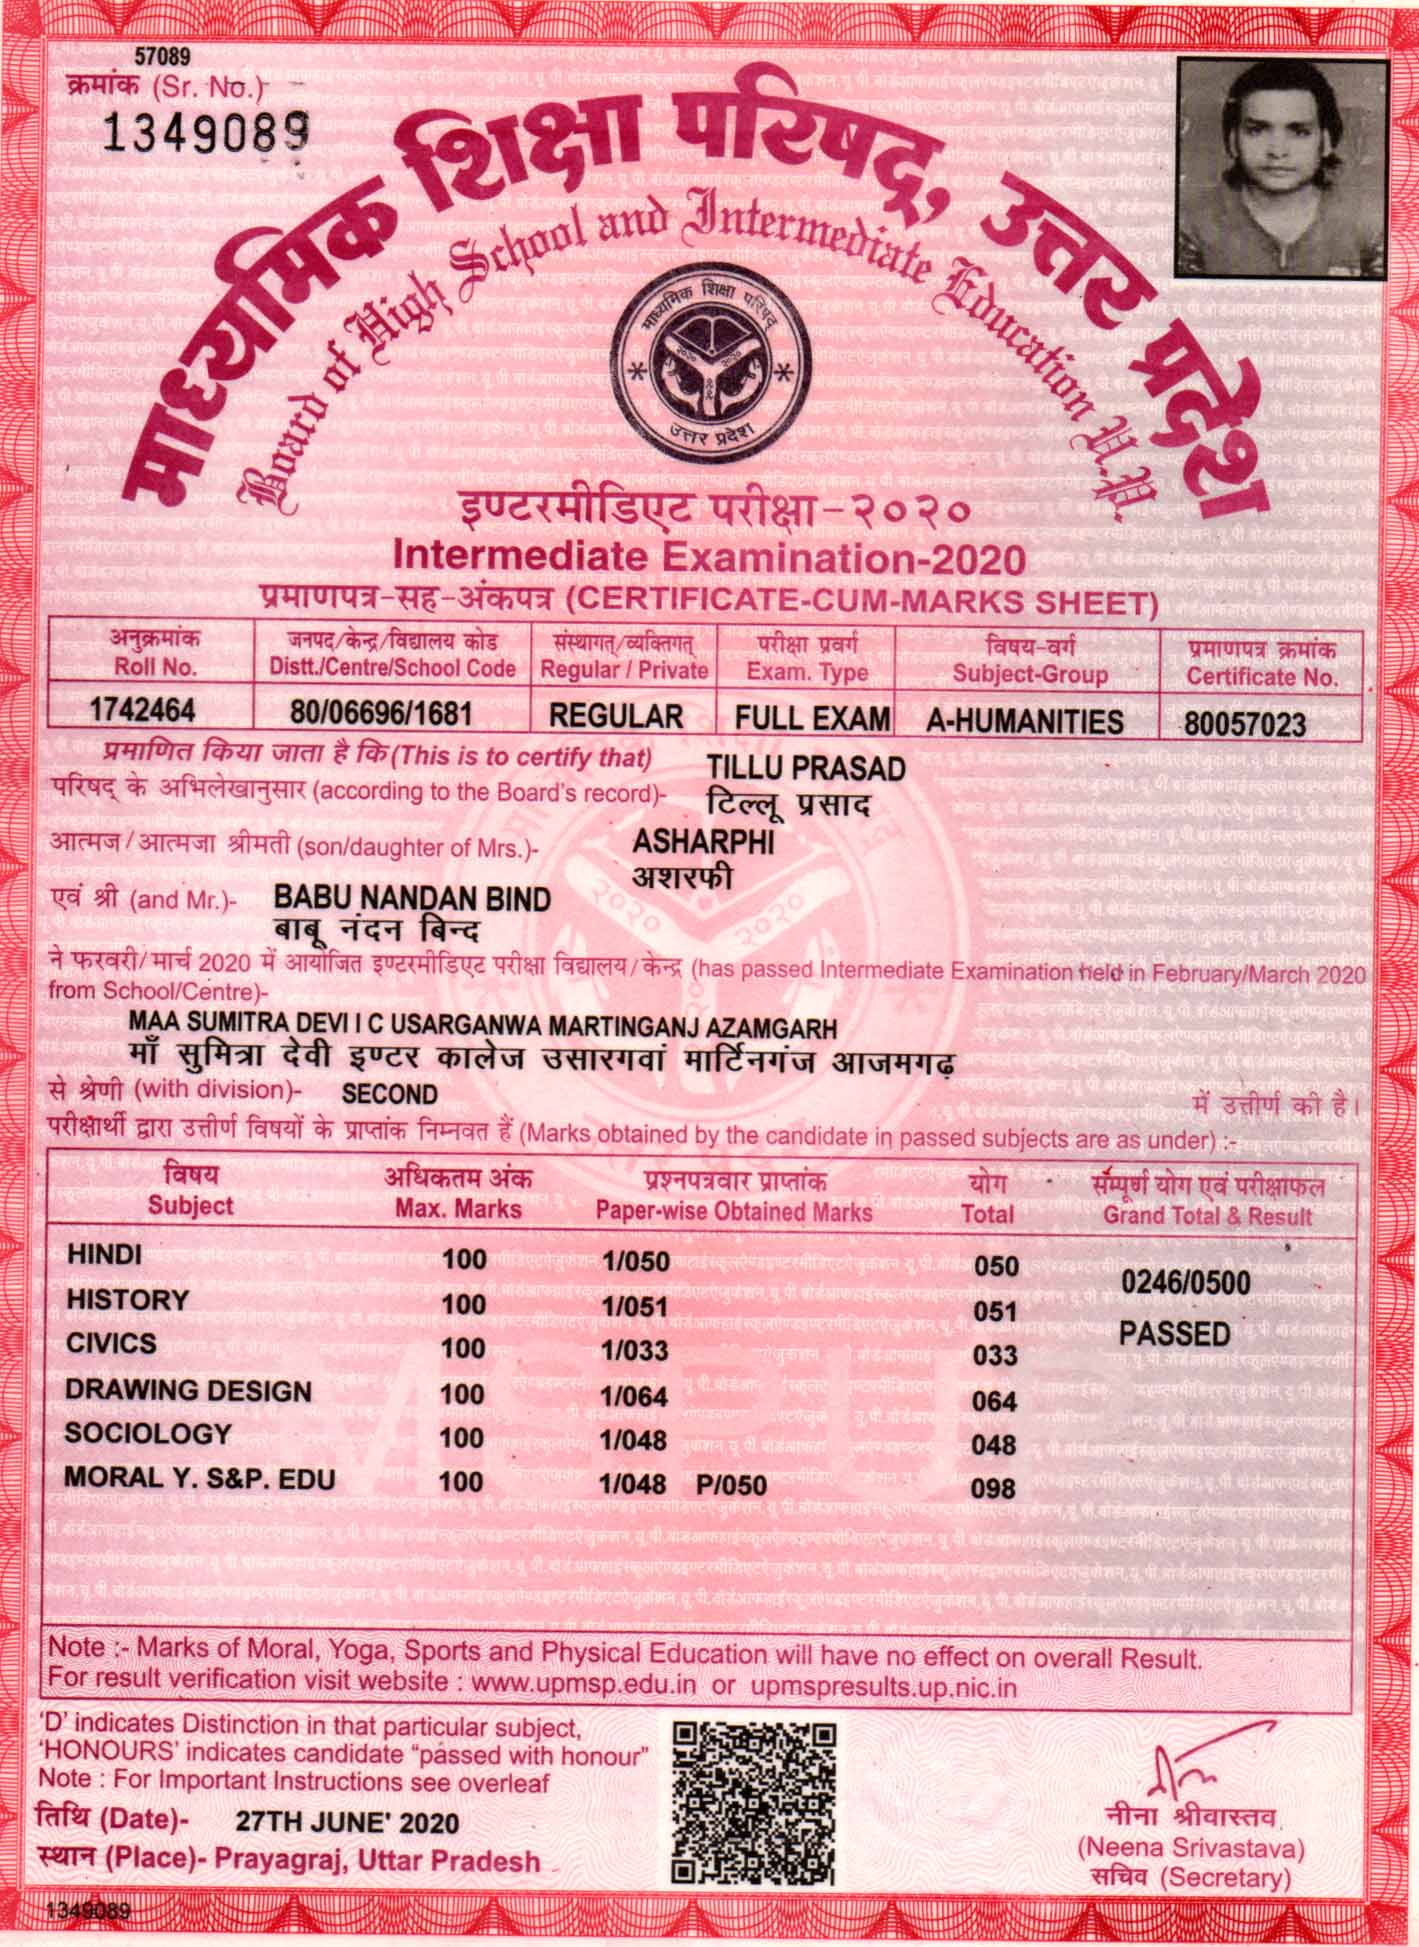 57089
क्रमांक (Sr. No.)
1349089
माध्यमिक शिक्षा परिषद्, उत्तर प्रदेश
Board of High School and Intermediate Education U.P.
माध्यमिक शिक्षा परिषद्
२०२० २०२०
उत्तर प्रदेश
इण्टरमीडिएट परीक्षा-२०२०
Intermediate Examination-2020
प्रमाणपत्र-सह-अंकपत्र (CERTIFICATE-CUM-MARKS SHEET)
अनुक्रमांक जनपद/केन्द्र/विद्यालय कोड संस्थागत्/व्यक्तिगत् परीक्षा प्रवर्ग विषय-वर्ग प्रमाणपत्र क्रमांक
Roll No. Distt./Centre/School Code Regular / Private Exam. Type Subject-Group Certificate No.
1742464 80/06696/1681 REGULAR FULL EXAM A-HUMANITIES 80057023
प्रमाणित किया जाता है कि (This is to certify that) TILLU PRASAD
परिषद् के अभिलेखानुसार (according to the Board's record)- टिल्लू प्रसाद
आत्मज/आत्मजा श्रीमती (son/daughter of Mrs.)- ASHARPHI
अशरफी
एवं श्री (and Mr.)- BABU NANDAN BIND
बाबू नंदन बिन्द
ने फरवरी/मार्च 2020 में आयोजित इण्टरमीडिएट परीक्षा विद्यालय/केन्द्र (has passed Intermediate Examination held in February/March 2020
from School/Centre)-
MAA SUMITRA DEVI I C USARGANWA MARTINGANJ AZAMGARH
माँ सुमित्रा देवी इण्टर कालेज उसारगवां मार्टिनगंज आजमगढ़
से श्रेणी (with division)- SECOND में उत्तीर्ण की है।
परीक्षार्थी द्वारा उत्तीर्ण विषयों के प्राप्तांक निम्नवत हैं (Marks obtained by the candidate in passed subjects are as under) :-
विषय अधिकतम अंक प्रश्नपत्रवार प्राप्तांक योग सम्पूर्ण योग एवं परीक्षाफल
Subject Max. Marks Paper-wise Obtained Marks Total Grand Total & Result
HINDI 100 1/050 050 0246/0500
HISTORY 100 1/051 051 PASSED
CIVICS 100 1/033 033
DRAWING DESIGN 100 1/064 064
SOCIOLOGY 100 1/048 048
MORAL Y. S&P. EDU 100 1/048 P/050 098
Note :- Marks of Moral, Yoga, Sports and Physical Education will have no effect on overall Result.
For result verification visit website : www.upmsp.edu.in or upmspresults.up.nic.in
'D' indicates Distinction in that particular subject,
'HONOURS' indicates candidate "passed with honour"
Note : For Important Instructions see overleaf
तिथि (Date)- 27TH JUNE' 2020
स्थान (Place)- Prayagraj, Uttar Pradesh
नीना श्रीवास्तव
(Neena Srivastava)
सचिव (Secretary)
1349089